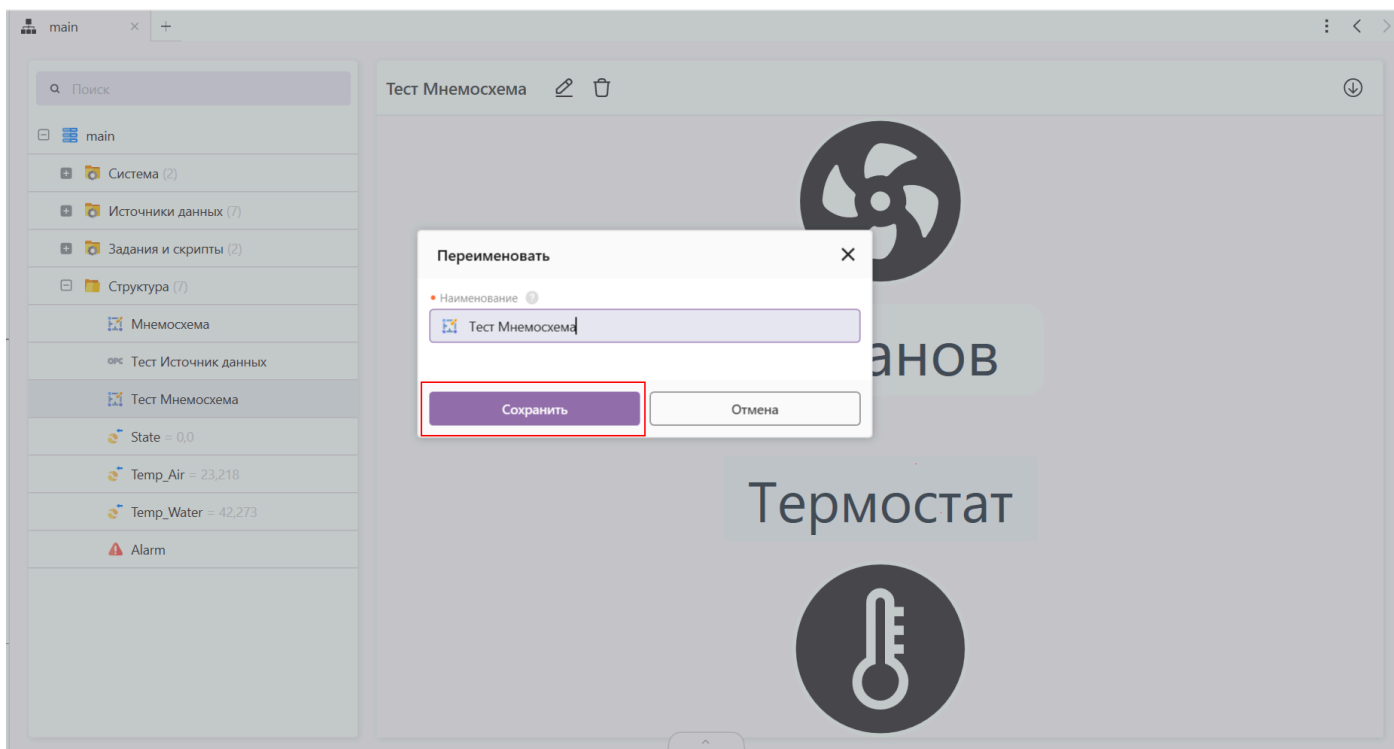 main
Поиск
Тест Мнемосхема
main
Система (2)
Источники данных (7)
Задания и скрипты (2)
Структура (7)
Мнемосхема
OPC Тест Источник данных
Тест Мнемосхема
State = 0,0
Temp_Air = 23,218
Temp_Water = 42,273
Alarm
Переименовать
Наименование ?
Тест Мнемосхема
Сохранить
Отмена
анов
Термостат